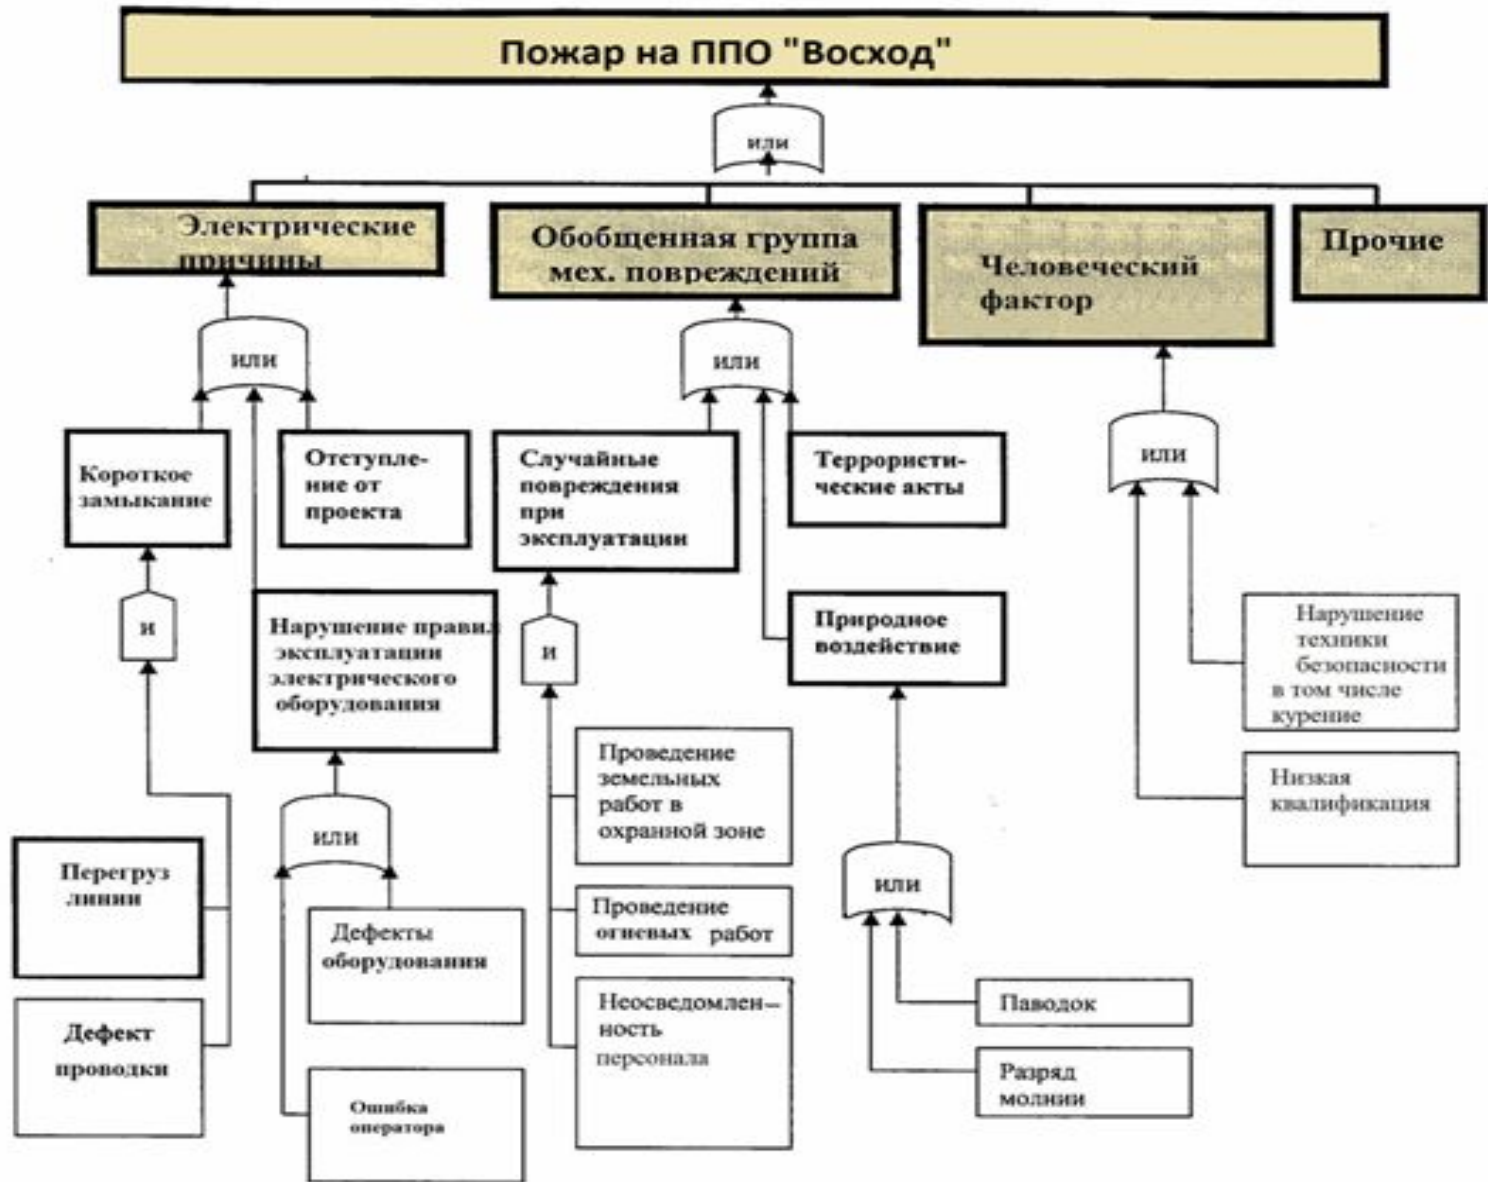 Пожар на ППО "Восход"
или
Электрические
причины
Обобщенная группа
мех. повреждений
Человеческий
фактор
Прочие
или
или
или
Короткое
замыкание
Отступле-
ние от
проекта
Случайные
повреждения
при
эксплуатации
Террористи-
ческие акты
и
Нарушение правил
эксплуатации
электрического
оборудования
и
Природное
воздействие
Нарушение
техники
безопасности
в том числе
курение
Проведение
земельных
работ в
охранной зоне
Низкая
квалификация
или
или
Перегруз
линии
Дефекты
оборудования
Проведение
огневых работ
Дефект
проводки
Неосведомлен-
ность
персонала
Паводок
Ошибка
оператора
Разряд
молнии